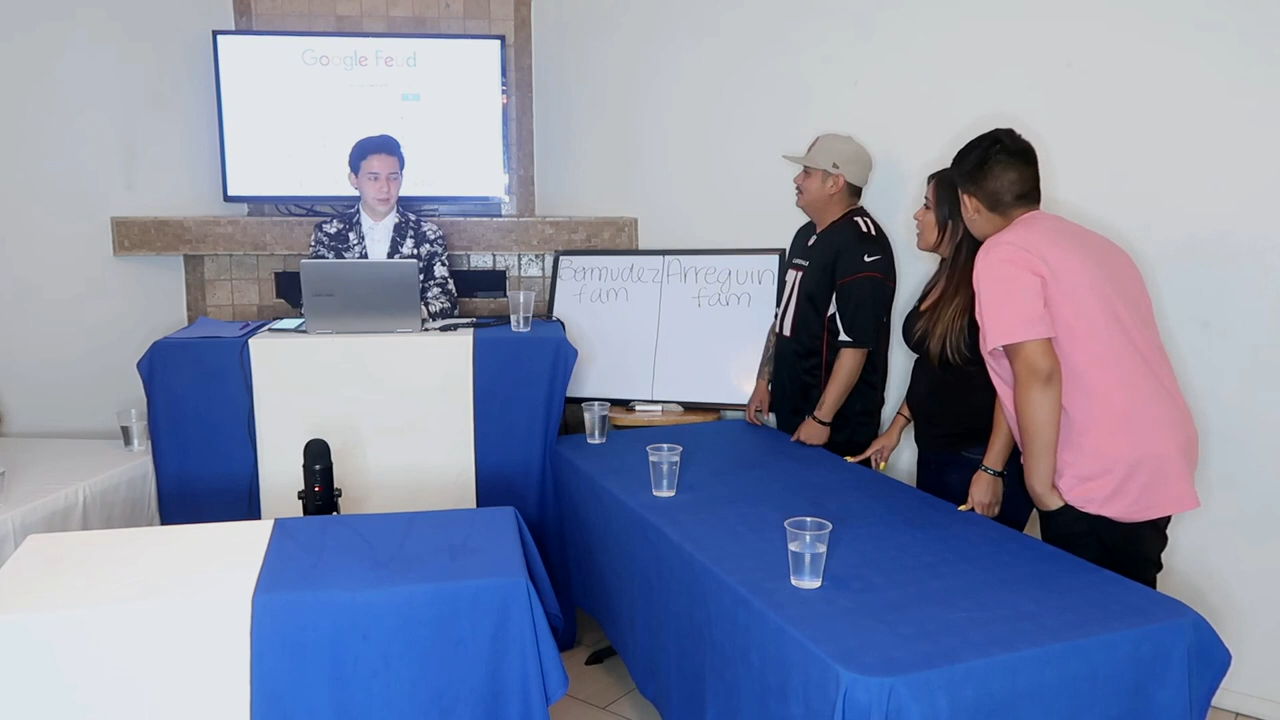 Google Feud
Bermudez
fam
Arreguin
fam
CARDINALS
11
11